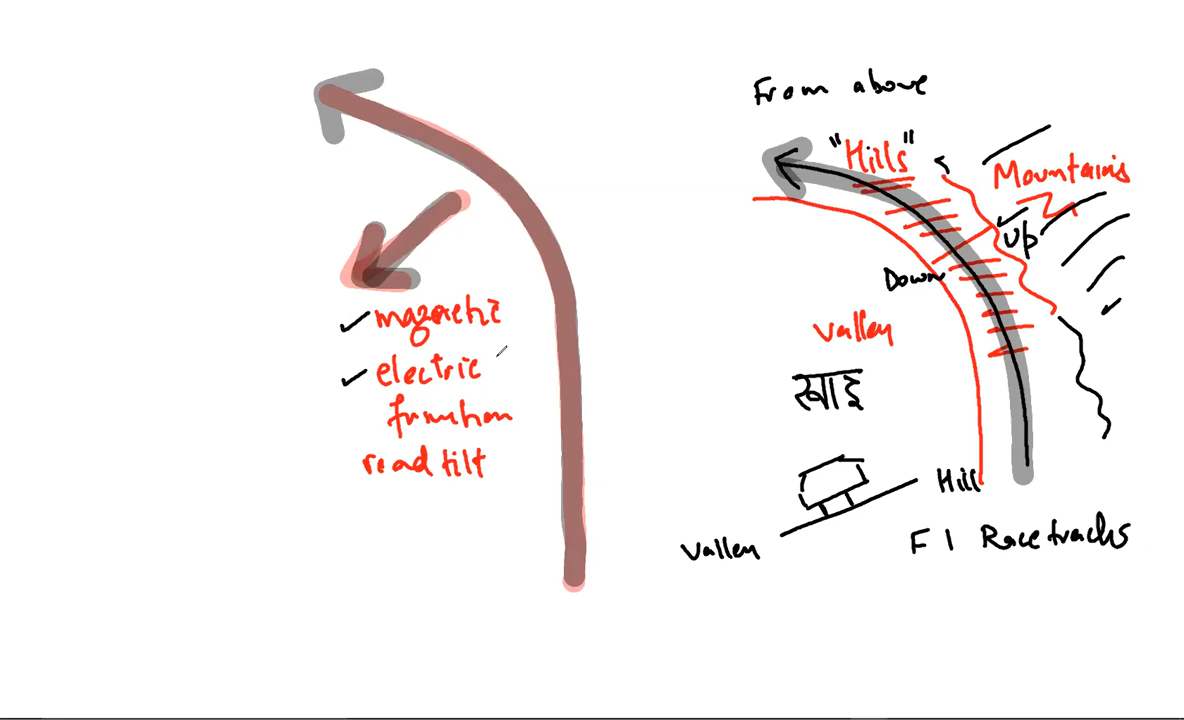 magnetic
electric
friction
road tilt
From above
"Hills"
Mountains
Up
Down
valley
खाई
Hill
valley
F1 Racetracks